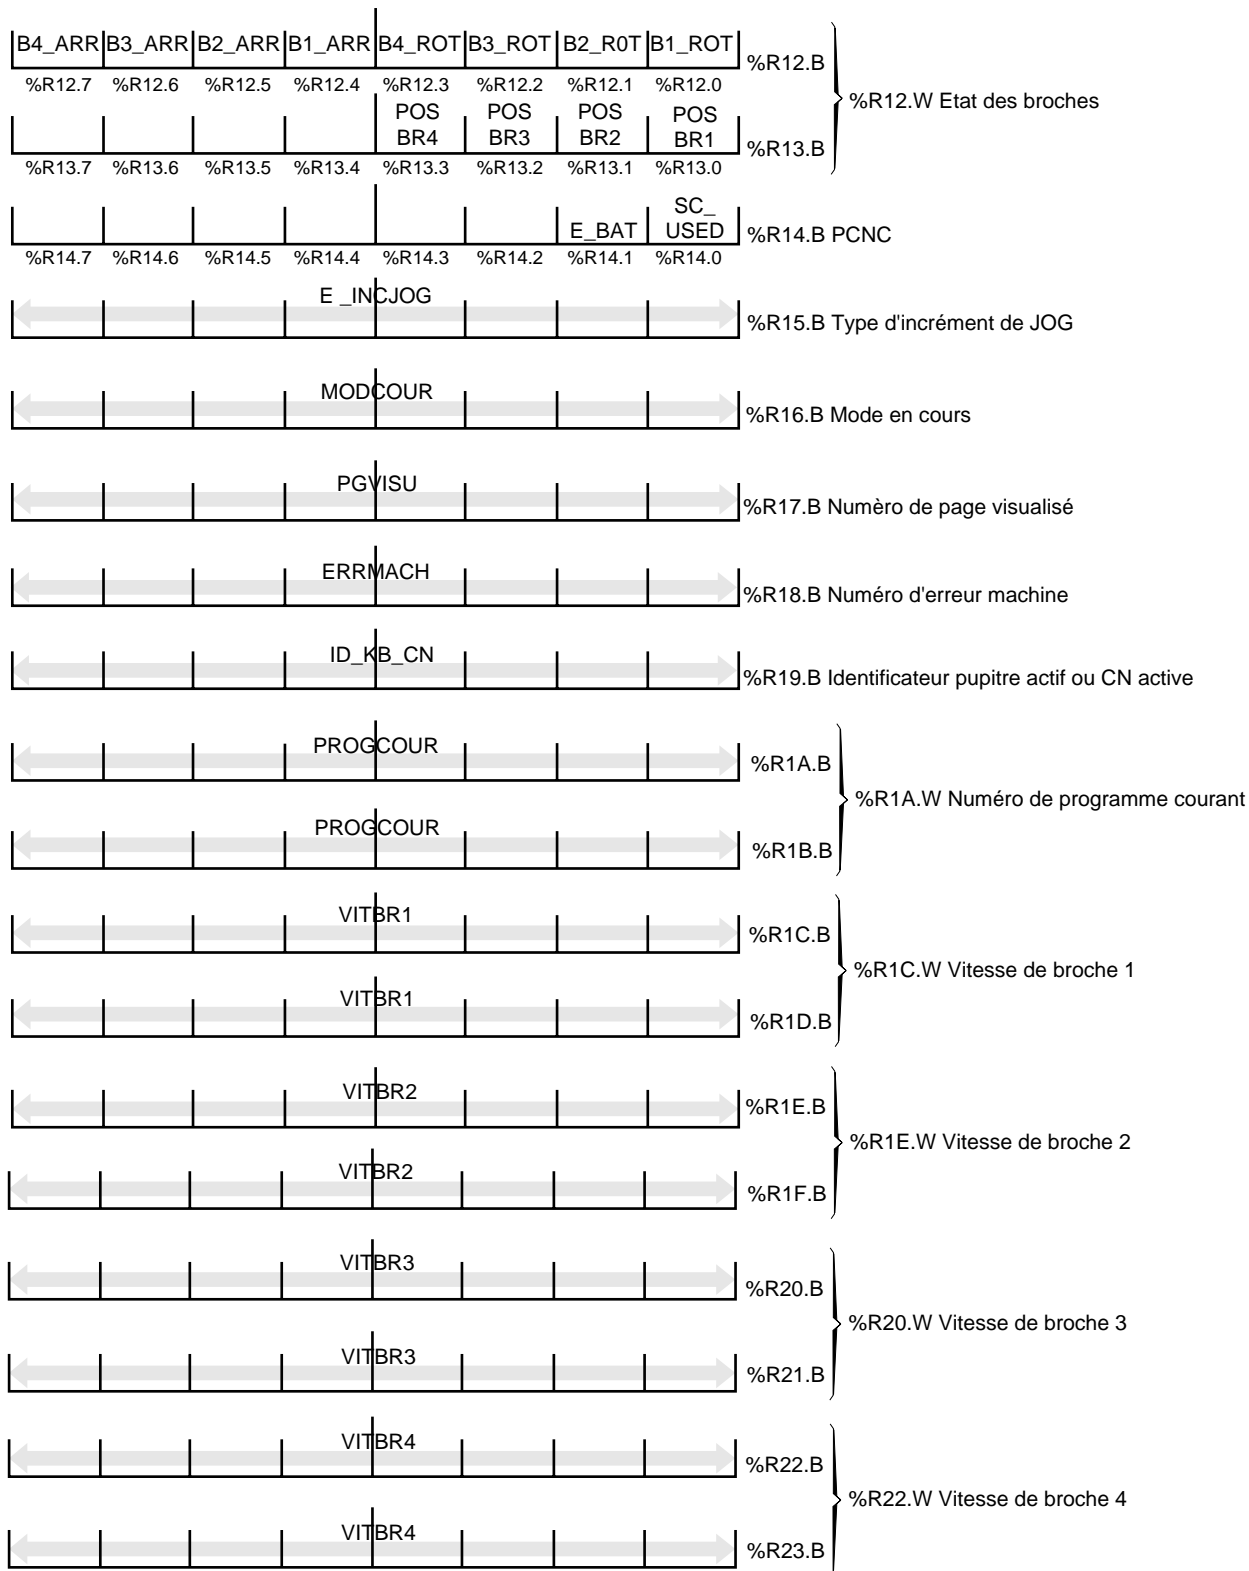 B4_ARR B3_ARR B2_ARR B1_ARR B4_ROT B3_ROT B2_R0T B1_ROT %R12.B
%R12.7 %R12.6 %R12.5 %R12.4 %R12.3 %R12.2 %R12.1 %R12.0
%R12.W Etat des broches
POS POS POS POS
BR4 BR3 BR2 BR1 %R13.B
%R13.7 %R13.6 %R13.5 %R13.4 %R13.3 %R13.2 %R13.1 %R13.0
SC_
E_BAT USED %R14.B PCNC
%R14.7 %R14.6 %R14.5 %R14.4 %R14.3 %R14.2 %R14.1 %R14.0
E _INCJOG
%R15.B Type d'incrément de JOG
MODCOUR
%R16.B Mode en cours
PGVISU
%R17.B Numèro de page visualisé
ERRMACH
%R18.B Numéro d'erreur machine
ID_KB_CN
%R19.B Identificateur pupitre actif ou CN active
PROGCOUR
%R1A.B
%R1A.W Numéro de programme courant
PROGCOUR
%R1B.B
VITBR1
%R1C.B
%R1C.W Vitesse de broche 1
VITBR1
%R1D.B
VITBR2
%R1E.B
%R1E.W Vitesse de broche 2
VITBR2
%R1F.B
VITBR3
%R20.B
%R20.W Vitesse de broche 3
VITBR3
%R21.B
VITBR4
%R22.B
%R22.W Vitesse de broche 4
VITBR4
%R23.B